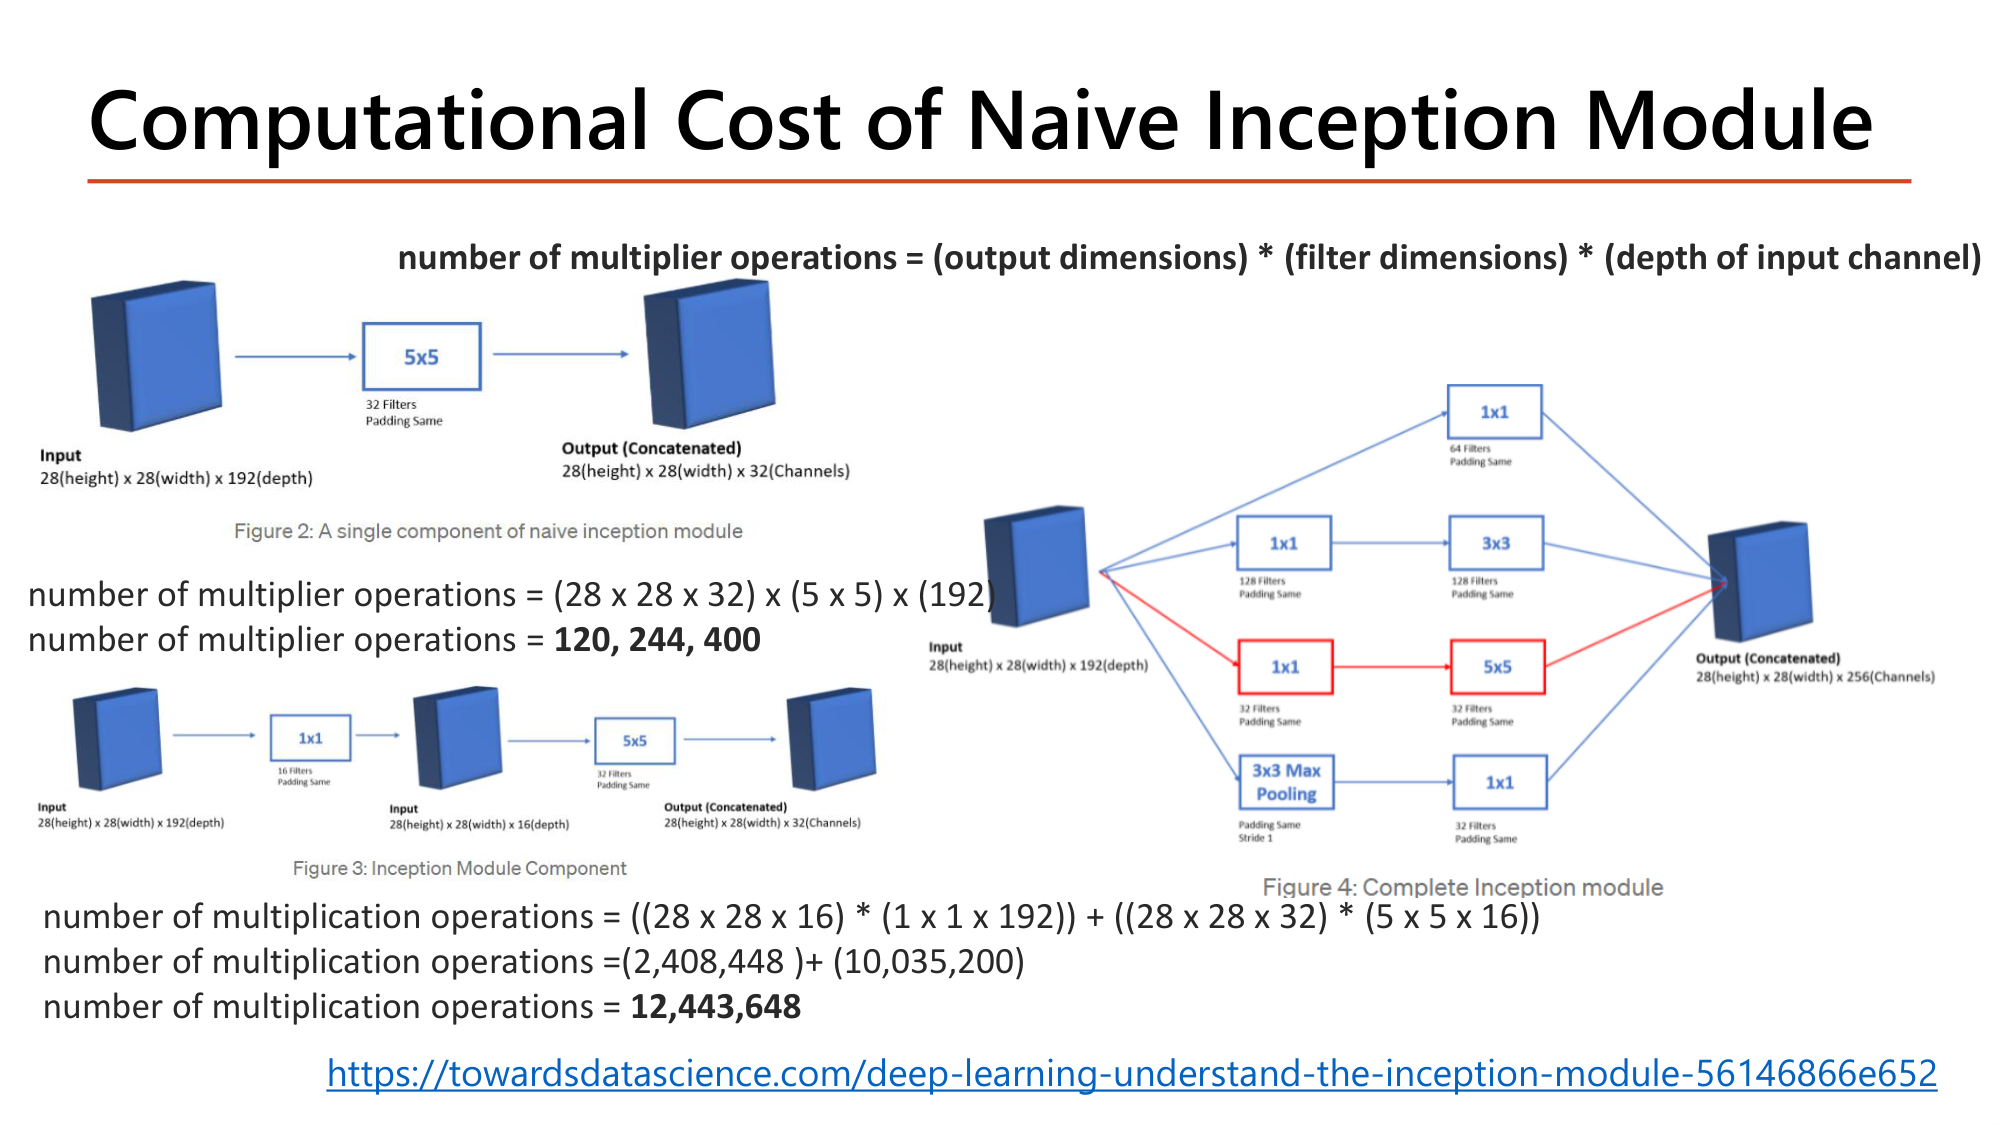 Computational Cost of Naive Inception Module
number of multiplier operations = (output dimensions) * (filter dimensions) * (depth of input channel)
5x5
32 Filters
Padding Same
Input
28(height) x 28(width) x 192(depth)
Output (Concatenated)
28(height) x 28(width) x 32(Channels)
Figure 2: A single component of naive inception module
number of multiplier operations = (28 x 28 x 32) x (5 x 5) x (192)
number of multiplier operations = 120, 244, 400
1x1
16 Filters
Padding Same
5x5
32 Filters
Padding Same
Input
28(height) x 28(width) x 192(depth)
Input
28(height) x 28(width) x 16(depth)
Output (Concatenated)
28(height) x 28(width) x 32(Channels)
Figure 3: Inception Module Component
1x1
64 Filters
Padding Same
1x1
128 Filters
Padding Same
3x3
128 Filters
Padding Same
Input
28(height) x 28(width) x 192(depth)
1x1
32 Filters
Padding Same
5x5
32 Filters
Padding Same
Output (Concatenated)
28(height) x 28(width) x 256(Channels)
3x3 Max
Pooling
Padding Same
Stride 1
1x1
32 Filters
Padding Same
Figure 4: Complete Inception module
number of multiplication operations = ((28 x 28 x 16) * (1 x 1 x 192)) + ((28 x 28 x 32) * (5 x 5 x 16))
number of multiplication operations =(2,408,448 )+ (10,035,200)
number of multiplication operations = 12,443,648
https://towardsdatascience.com/deep-learning-understand-the-inception-module-56146866e652